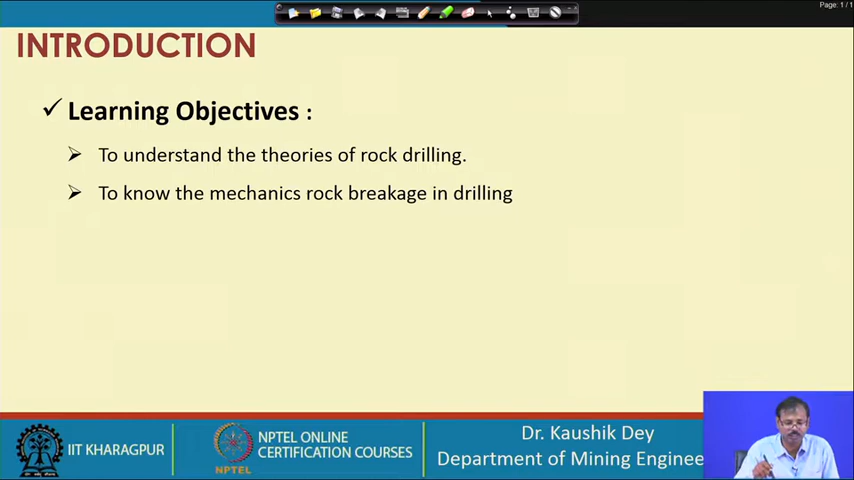 Page: 1 / 1
INTRODUCTION
✓ Learning Objectives :
➢ To understand the theories of rock drilling.
➢ To know the mechanics rock breakage in drilling
IIT KHARAGPUR
NPTEL
NPTEL ONLINE
CERTIFICATION COURSES
Dr. Kaushik Dey
Department of Mining Enginee